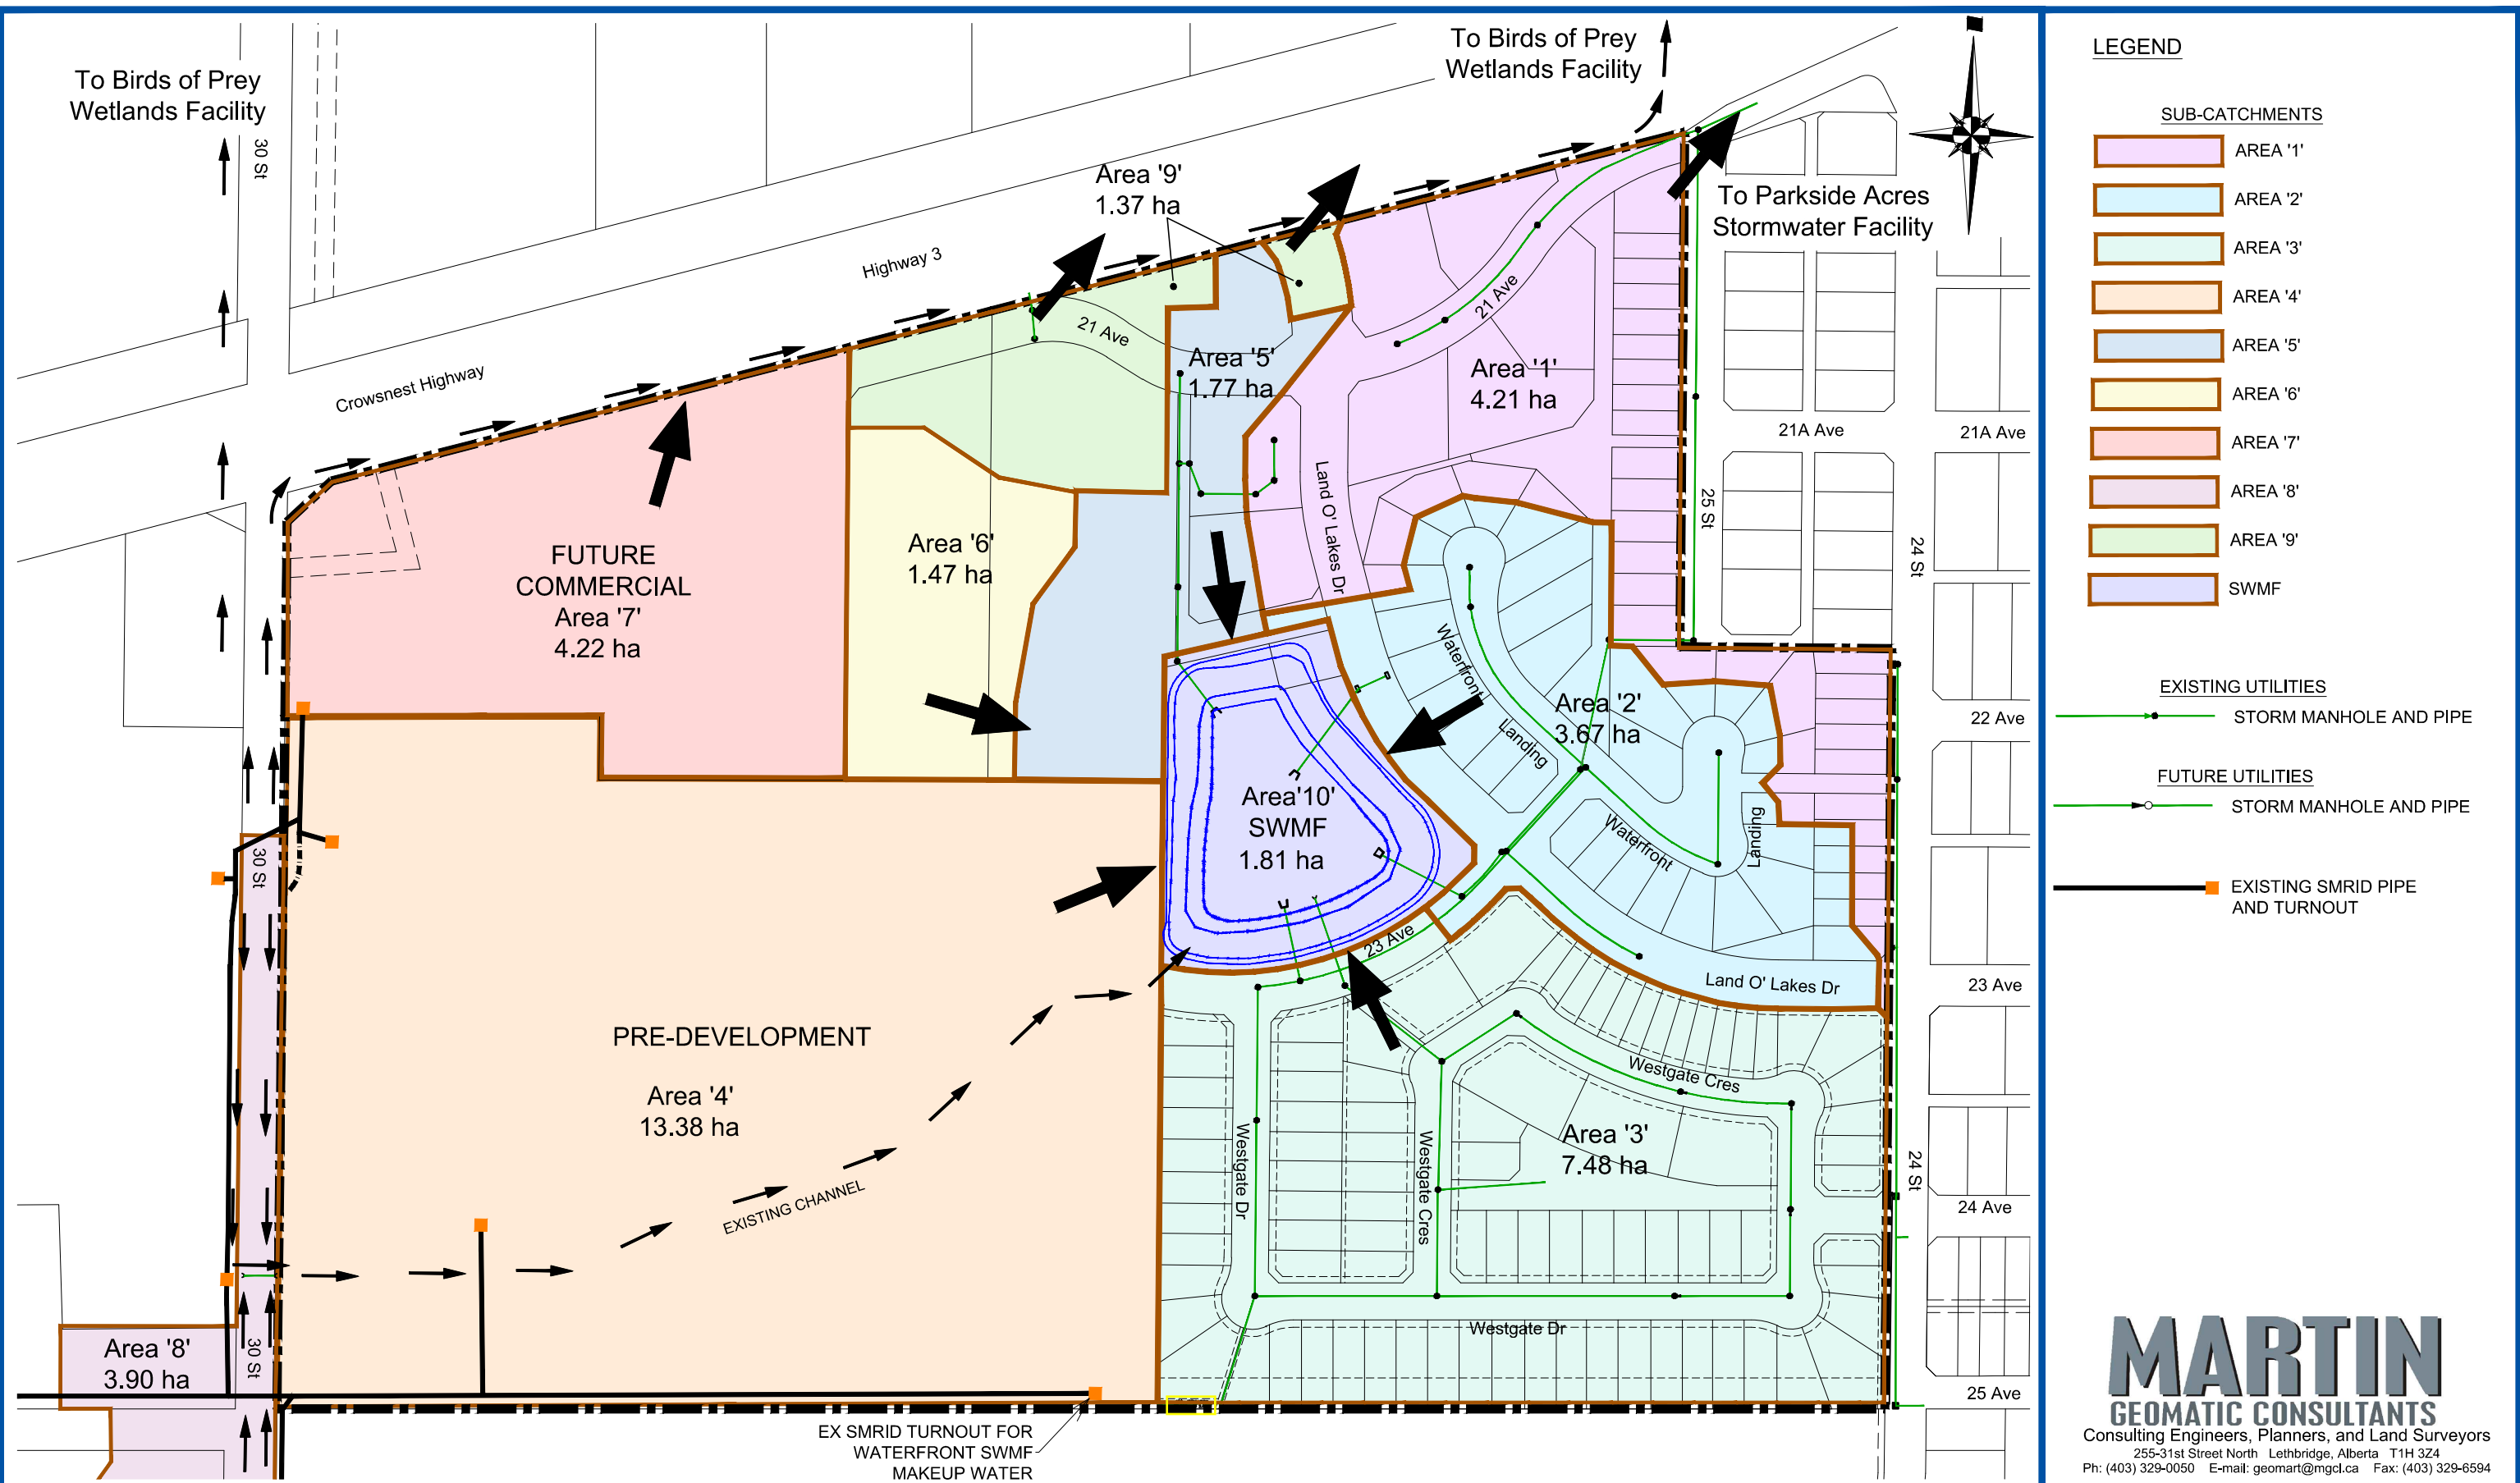 To Birds of Prey
Wetlands Facility
30 St
To Birds of Prey
Wetlands Facility
Area '9'
1.37 ha
To Parkside Acres
Stormwater Facility
Highway 3
Crowsnest Highway
21 Ave
21 Ave
Area '5'
1.77 ha
Area '1'
4.21 ha
21A Ave
21A Ave
Land O' Lakes Dr
25 St
24 St
FUTURE
COMMERCIAL
Area '7'
4.22 ha
Area '6'
1.47 ha
Waterfront
Landing
Area '2'
3.67 ha
22 Ave
Area'10'
SWMF
1.81 ha
Waterfront
Landing
30 St
23 Ave
Land O' Lakes Dr
23 Ave
PRE-DEVELOPMENT
Area '4'
13.38 ha
EXISTING CHANNEL
Westgate Cres
Westgate Dr
Westgate Cres
Area '3'
7.48 ha
24 St
24 Ave
Westgate Dr
Area '8'
3.90 ha
30 St
25 Ave
EX SMRID TURNOUT FOR
WATERFRONT SWMF
MAKEUP WATER
LEGEND
SUB-CATCHMENTS
AREA '1'
AREA '2'
AREA '3'
AREA '4'
AREA '5'
AREA '6'
AREA '7'
AREA '8'
AREA '9'
SWMF
EXISTING UTILITIES
STORM MANHOLE AND PIPE
FUTURE UTILITIES
STORM MANHOLE AND PIPE
EXISTING SMRID PIPE
AND TURNOUT
MARTIN
GEOMATIC CONSULTANTS
Consulting Engineers, Planners, and Land Surveyors
255-31st Street North Lethbridge, Alberta T1H 3Z4
Ph: (403) 329-0050 E-mail: geomart@mgcl.ca Fax: (403) 329-6594